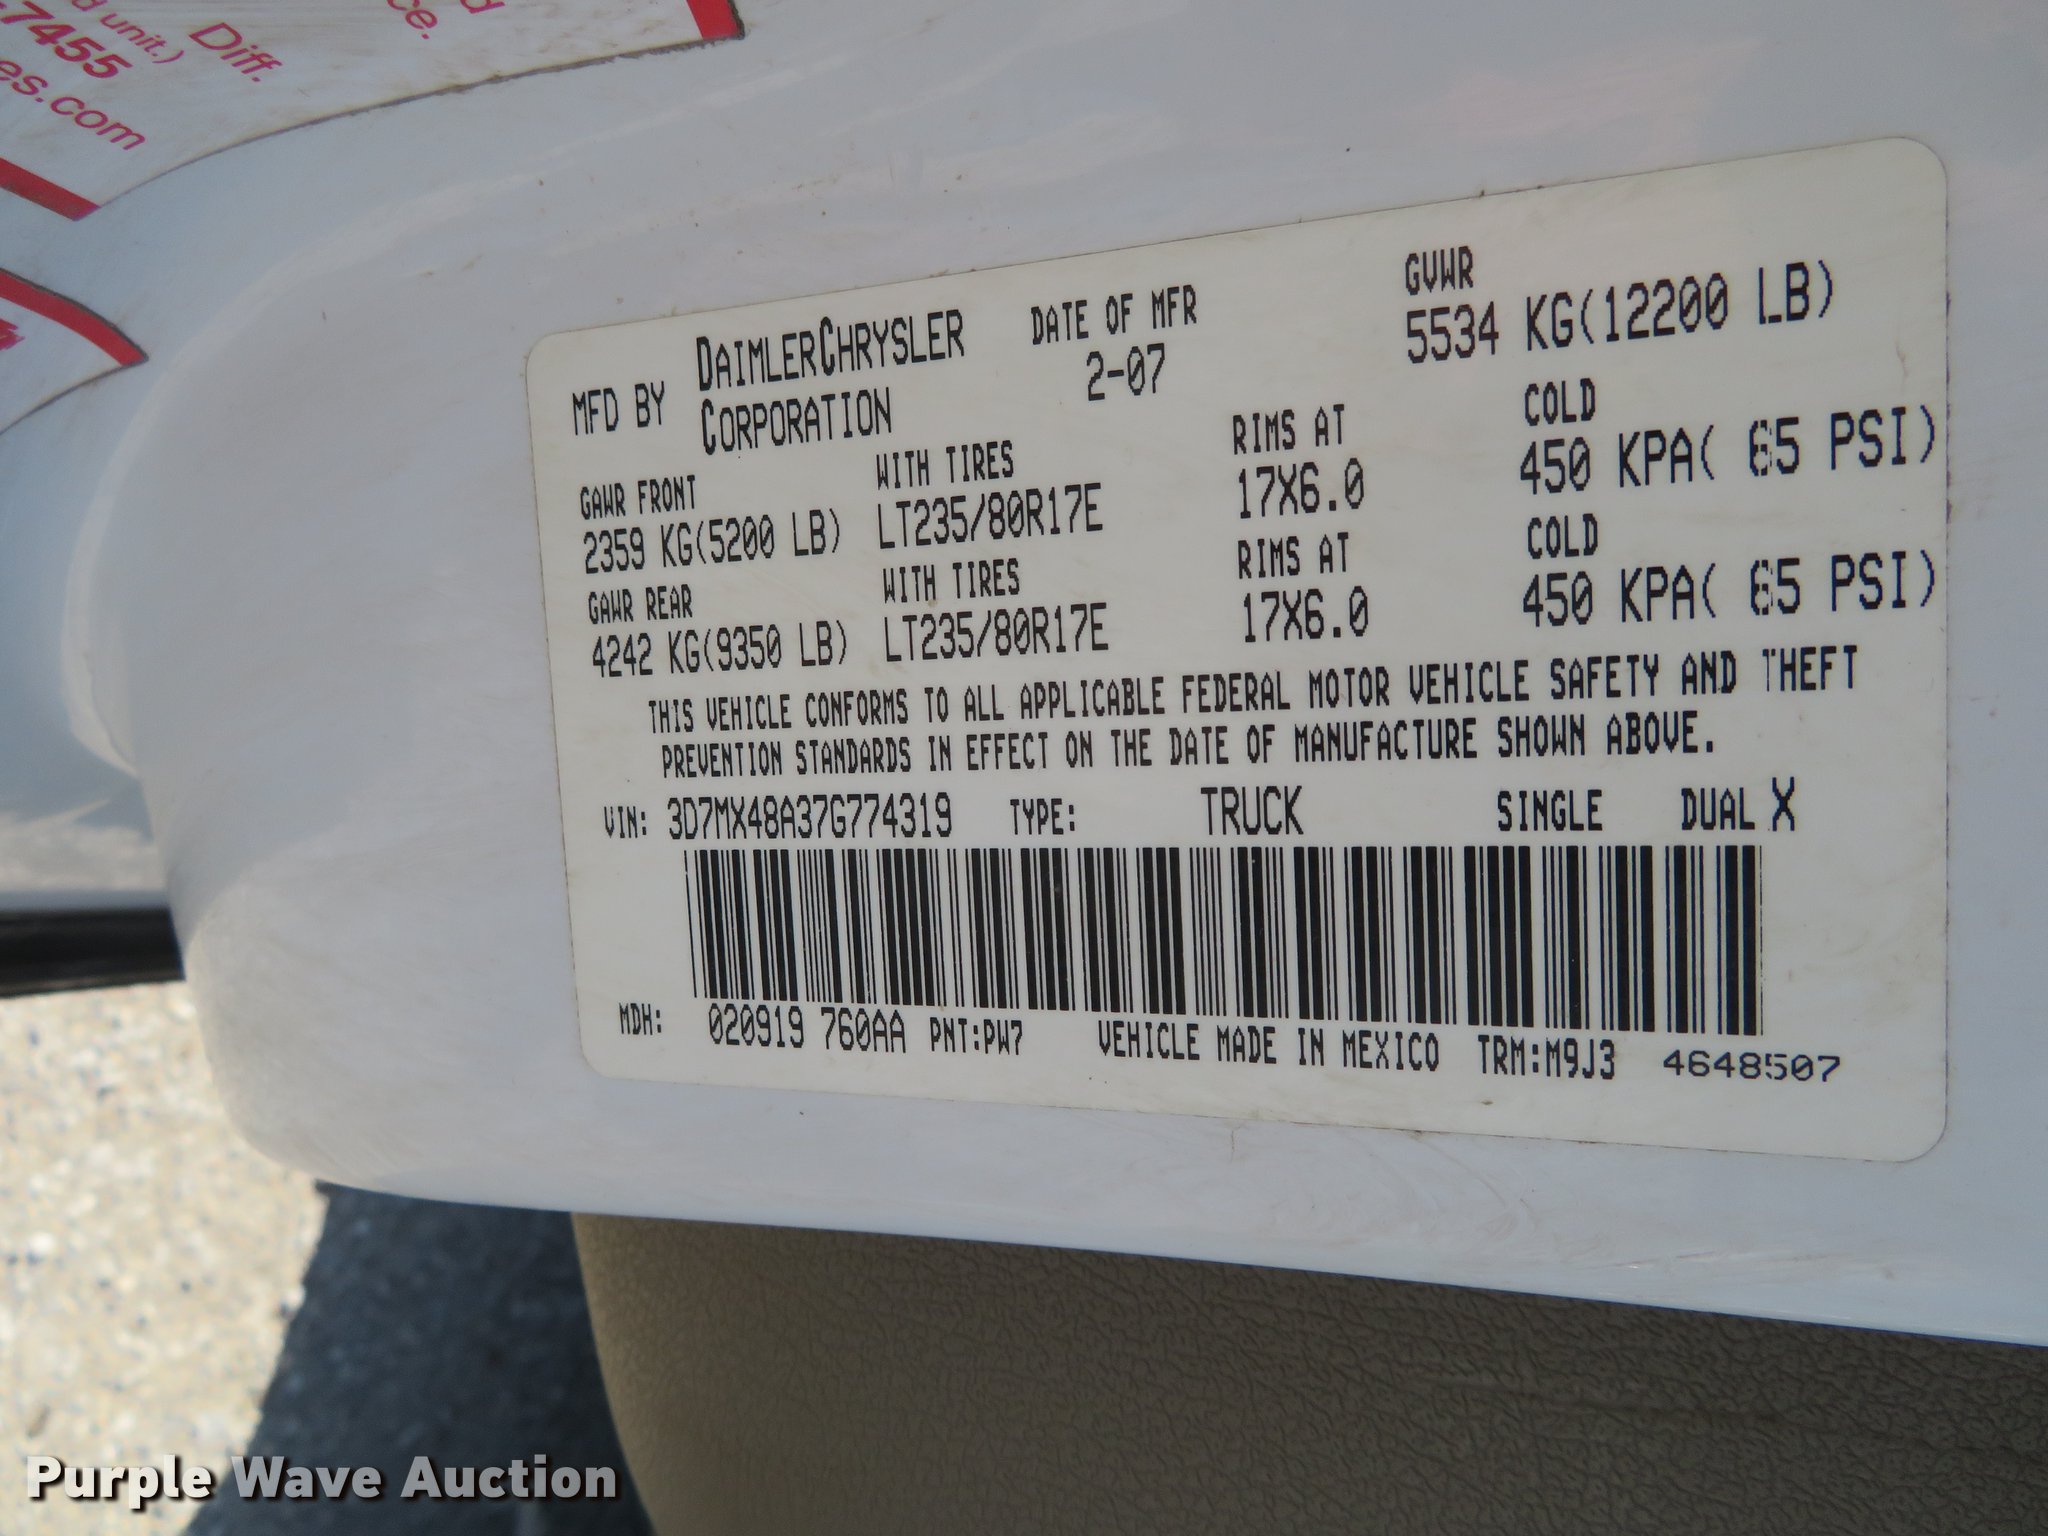 d
ce.
Diff.
d unit.)
-7455
es.com
MFD BY DAIMLERCHRYSLER CORPORATION
DATE OF MFR
2-07
GVWR
5534 KG(12200 LB)
GAWR FRONT WITH TIRES RIMS AT COLD
2359 KG(5200 LB) LT235/80R17E 17X6.0 450 KPA( 65 PSI)
GAWR REAR WITH TIRES RIMS AT COLD
4242 KG(9350 LB) LT235/80R17E 17X6.0 450 KPA( 65 PSI)
THIS VEHICLE CONFORMS TO ALL APPLICABLE FEDERAL MOTOR VEHICLE SAFETY AND THEFT
PREVENTION STANDARDS IN EFFECT ON THE DATE OF MANUFACTURE SHOWN ABOVE.
VIN: 3D7MX48A37G774319 TYPE: TRUCK SINGLE DUAL X
MDH: 020919 760AA PNT:PW7 VEHICLE MADE IN MEXICO TRM:M9J3 4648507
Purple Wave Auction